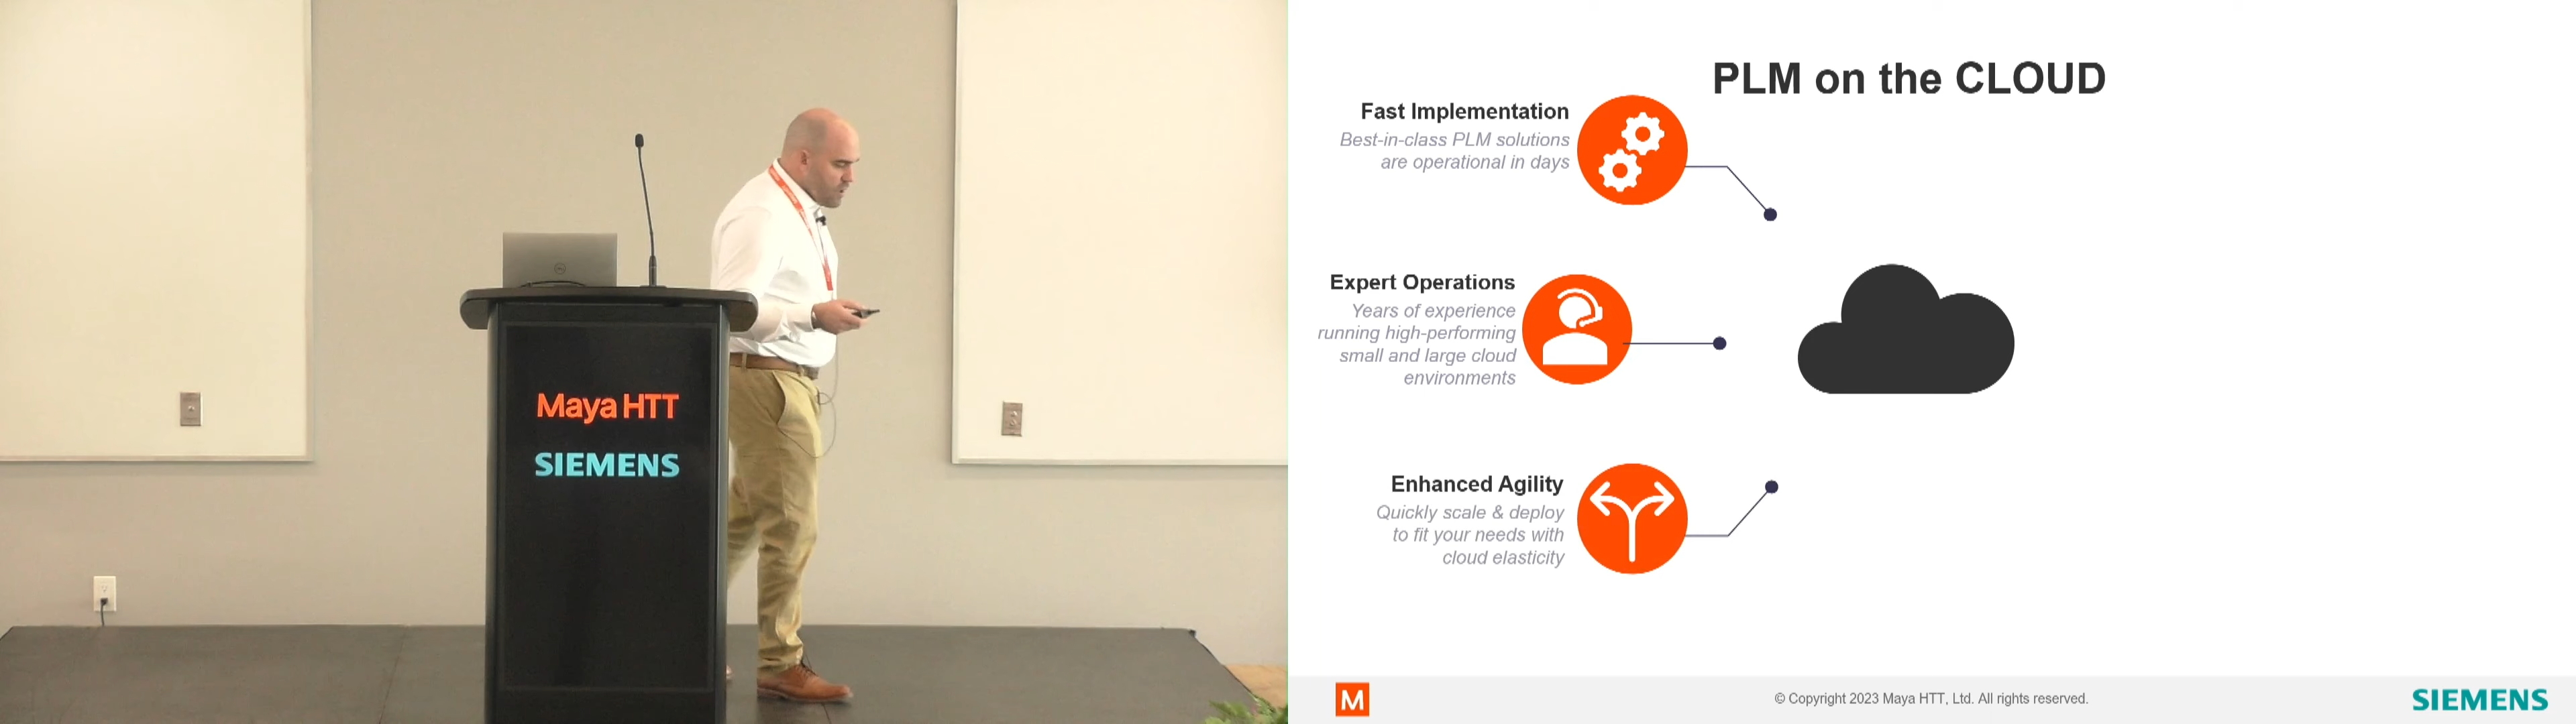 Maya HTT
SIEMENS
PLM on the CLOUD
Fast Implementation
Best-in-class PLM solutions
are operational in days
Expert Operations
Years of experience
running high-performing
small and large cloud
environments
Enhanced Agility
Quickly scale & deploy
to fit your needs with
cloud elasticity
M
© Copyright 2023 Maya HTT, Ltd. All rights reserved.
SIEMENS